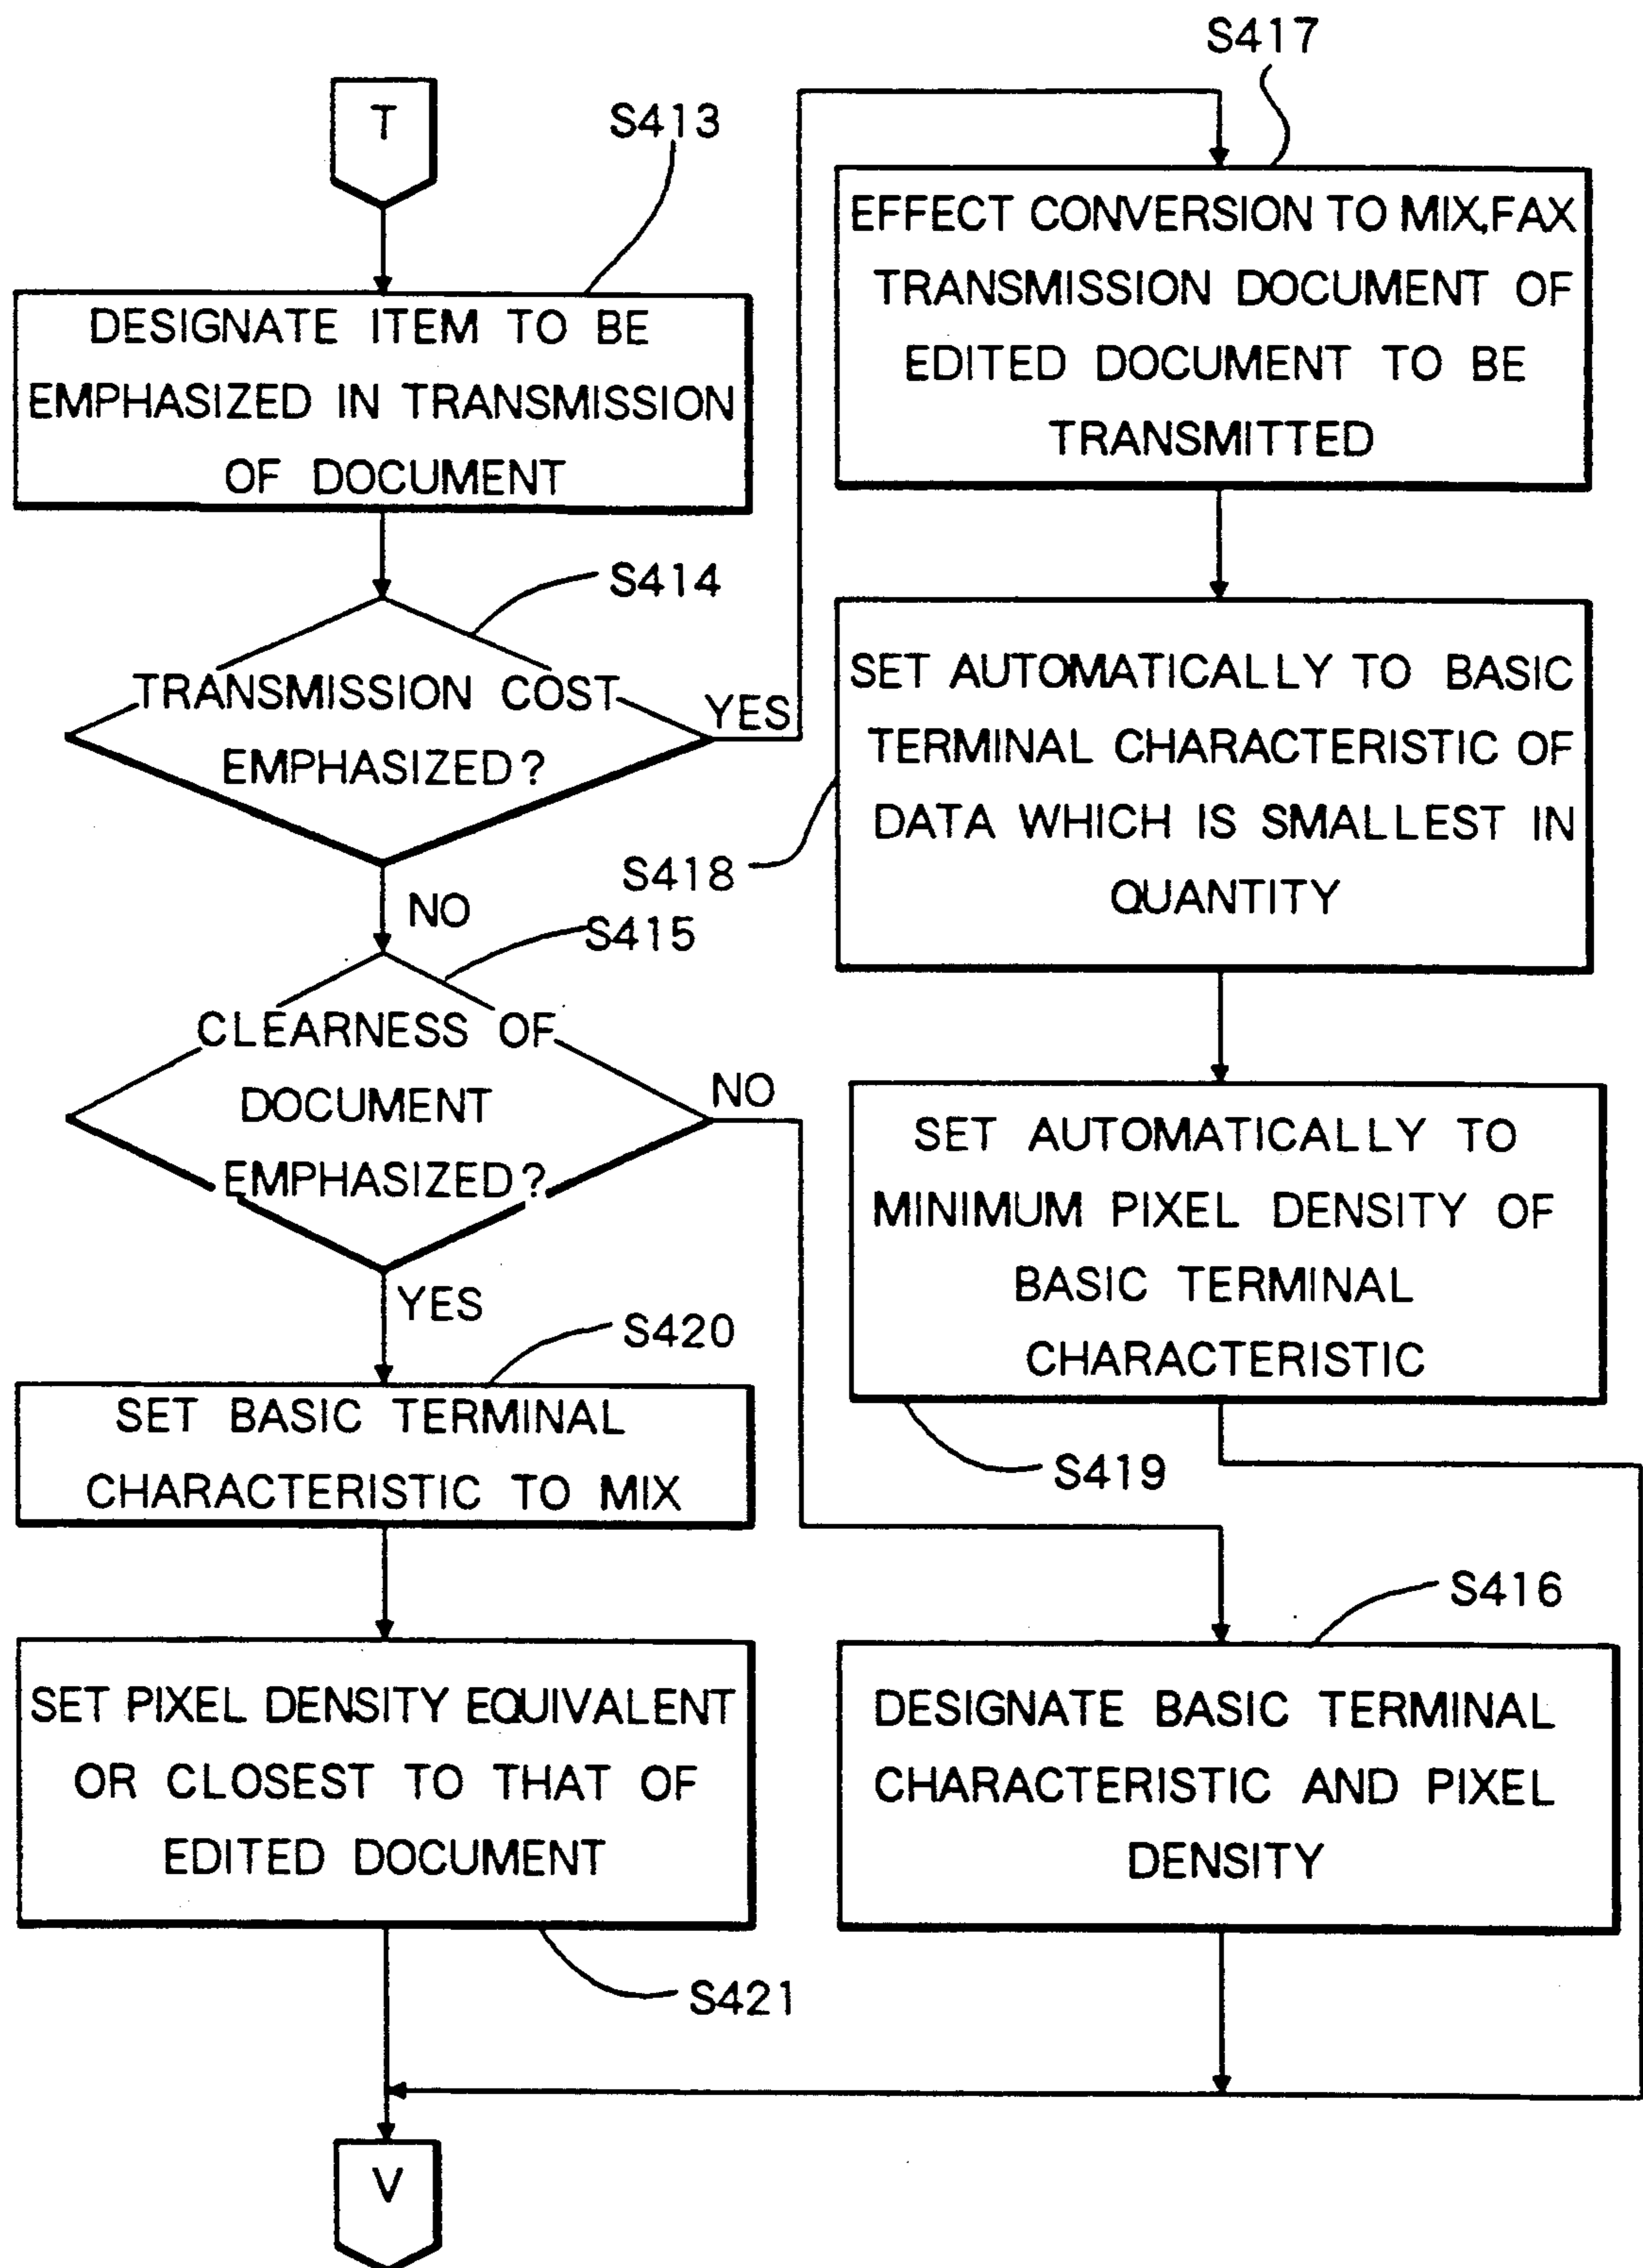 T
S413
DESIGNATE ITEM TO BE
EMPHASIZED IN TRANSMISSION
OF DOCUMENT
S414
TRANSMISSION COST
EMPHASIZED?
YES
NO
S415
CLEARNESS OF
DOCUMENT
EMPHASIZED?
NO
YES
S420
SET BASIC TERMINAL
CHARACTERISTIC TO MIX
SET PIXEL DENSITY EQUIVALENT
OR CLOSEST TO THAT OF
EDITED DOCUMENT
S421
V
S417
EFFECT CONVERSION TO MIX,FAX
TRANSMISSION DOCUMENT OF
EDITED DOCUMENT TO BE
TRANSMITTED
SET AUTOMATICALLY TO BASIC
TERMINAL CHARACTERISTIC OF
DATA WHICH IS SMALLEST IN
QUANTITY
S418
SET AUTOMATICALLY TO
MINIMUM PIXEL DENSITY OF
BASIC TERMINAL
CHARACTERISTIC
S419
S416
DESIGNATE BASIC TERMINAL
CHARACTERISTIC AND PIXEL
DENSITY